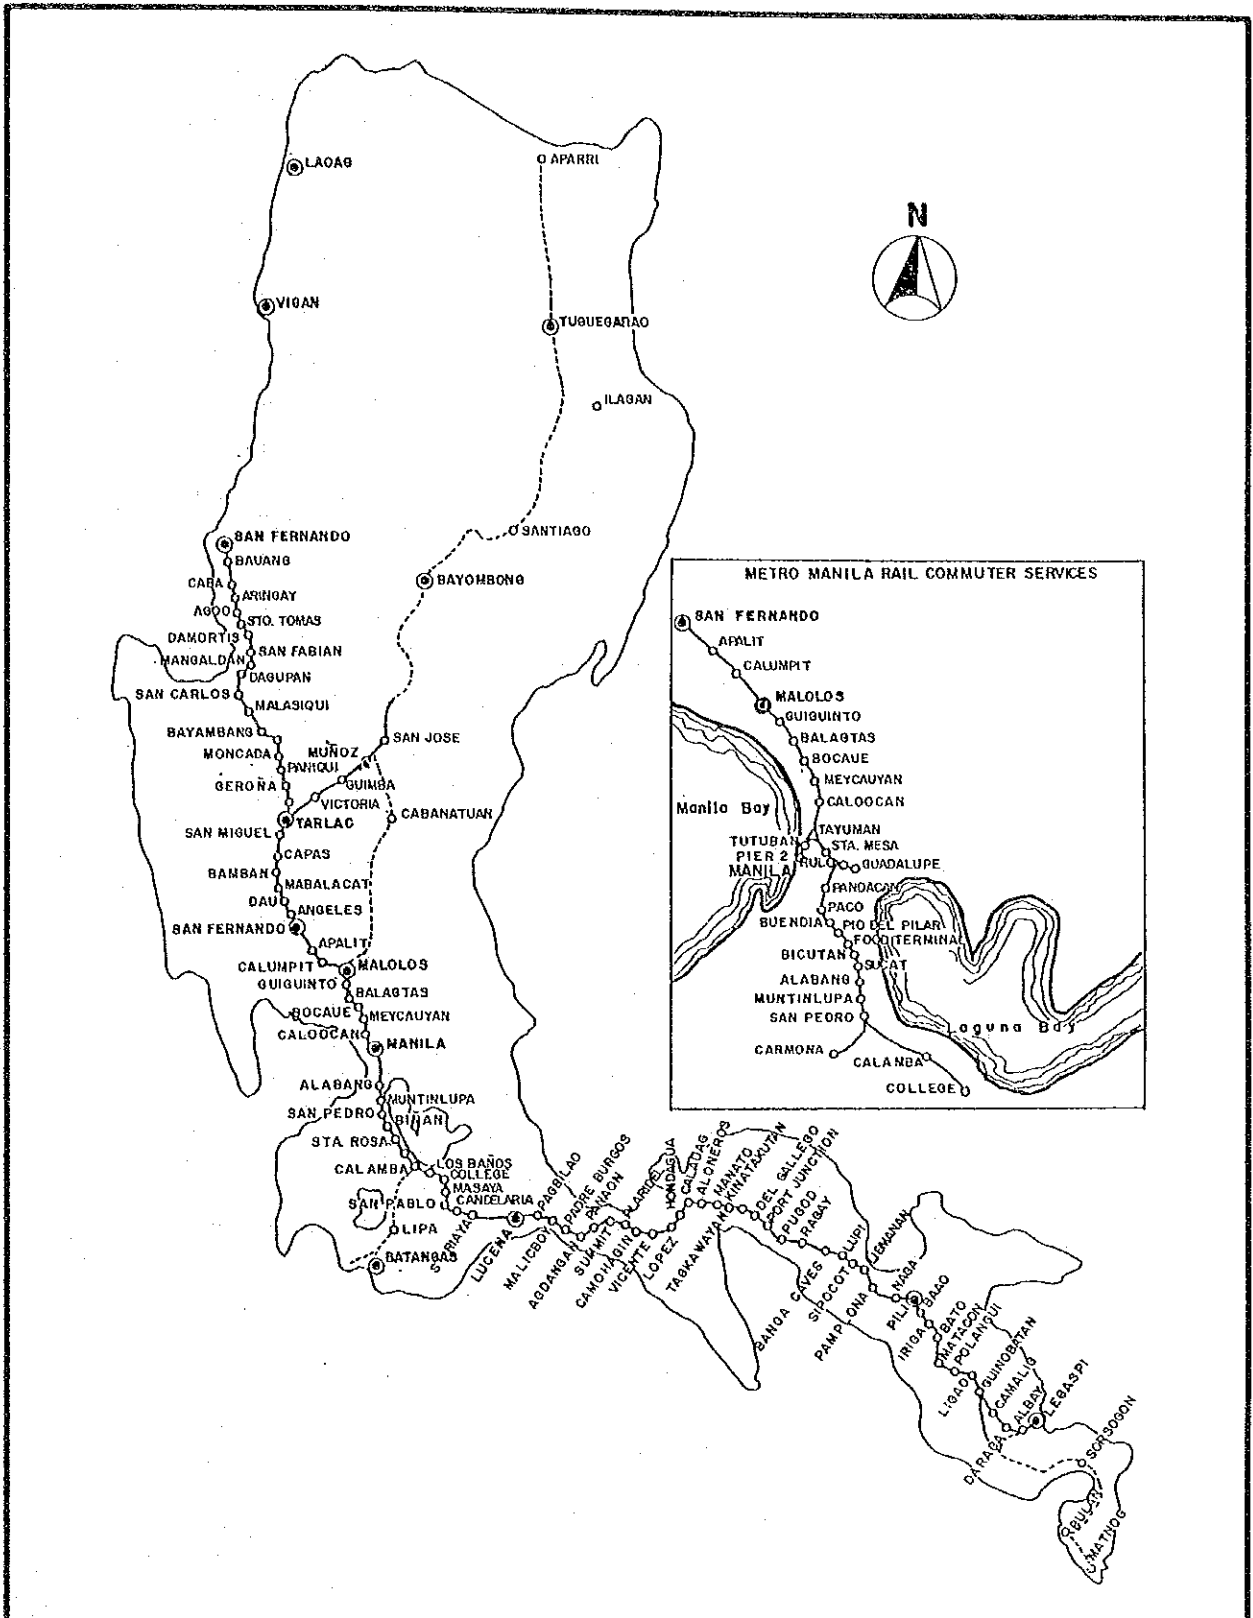 LAOAG
APARRI
N
VIGAN
TUGUEGARAO
ILAGAN
SANTIAGO
SAN FERNANDO
BAUANG
BAYOMBONG
CABA
ARINGAY
AGOO
STO. TOMAS
DAMORTIS
SAN FABIAN
MANGALDAN
DAGUPAN
SAN CARLOS
MALASIQUI
BAYAMBANG
SAN JOSE
MUÑOZ
MONCADA
PANIQUI
GEROÑA
GUIMBA
VICTORIA
CABANATUAN
TARLAC
SAN MIGUEL
CAPAS
BAMBAN
MABALACAT
DAU
ANGELES
SAN FERNANDO
APALIT
CALUMPIT
MALOLOS
GUIGUINTO
BALAGTAS
BOCAUE
MEYCAUYAN
CALOOCAN
MANILA
ALABANG
MUNTINLUPA
SAN PEDRO
BIÑAN
STA. ROSA
CALAMBA
LOS BAÑOS
COLLEGE
MASAYA
SAN PABLO
CANDELARIA
LIPA
BATANGAS
LUCENA
PAGBILAO
MALICBOY
PADRE BURGOS
AGDANGAN
PANAON
SUMMIT
PLARIDEL
CAMOHAGIN
VICENTE
LOPEZ
HONDAGUA
CALAUAG
ALONEROS
MANATO
TAGKAWAYAN
KINATAKUTAN
DEL GALLEGO
PORT JUNCTION
PUGOD
RAGAY
BANGA CAVES
LUPI
SIPOCOT
JEMANAN
PAMPLONA
NAGA
PILI
BAAO
IRIGA
BATO
MATACON
POLANGUI
LIGAO
GUINOBATAN
CAMALIG
DARAGA
ALBAY
LEGASPI
SORSOGON
BULAN
MATNOG
METRO MANILA RAIL COMMUTER SERVICES
SAN FERNANDO
APALIT
CALUMPIT
MALOLOS
GUIGUINTO
BALAGTAS
BOCAUE
MEYCAUYAN
CALOOCAN
Manila Bay
TAYUMAN
TUTUBAN
STA. MESA
PIER 2
MANILA
GUADALUPE
PANDACAN
PACO
BUENDIA
PIO DEL PILAR
FOOD TERMINAL
BICUTAN
SUCAT
ALABANG
MUNTINLUPA
SAN PEDRO
Laguna Bay
CARMONA
CALAMBA
COLLEGE